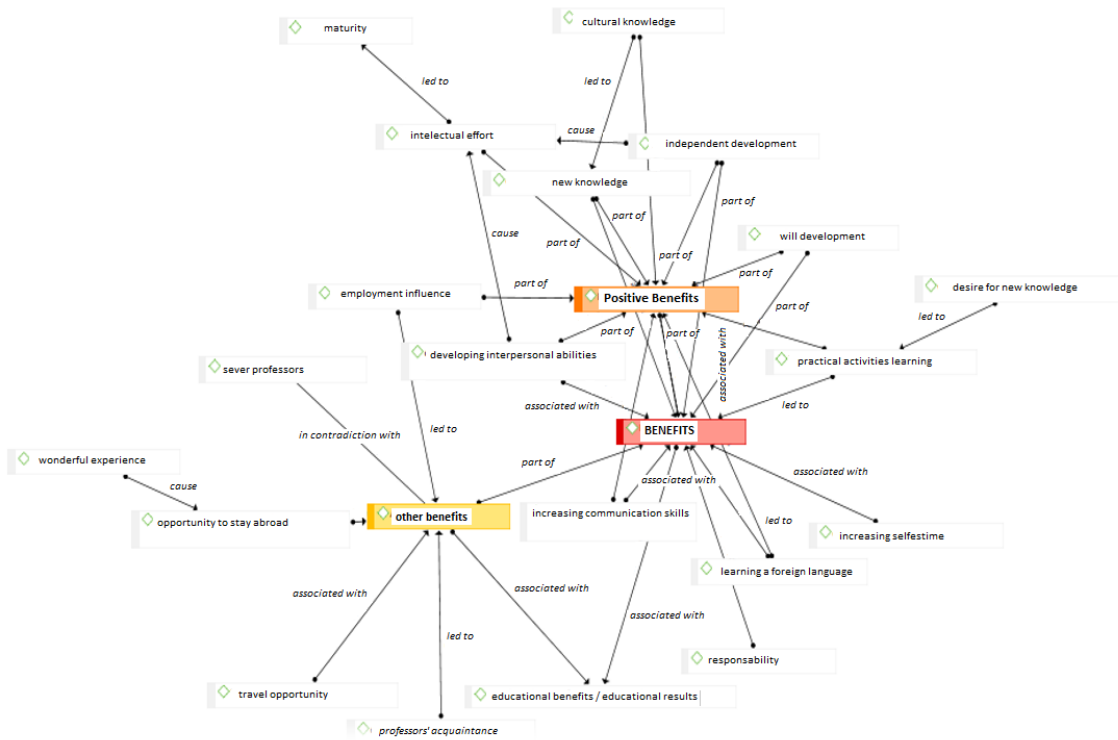 cultural knowledge
maturity
led to
led to
intelectual effort
cause
independent development
new knowledge
part of
part of
cause
part of
will development
part of
part of
desire for new knowledge
employment influence
part of
Positive Benefits
part of
led to
part of
part of
developing interpersonal abilities
associated with
practical activities learning
sever professors
associated with
led to
in contradiction with
led to
BENEFITS
wonderful experience
part of
associated with
associated with
cause
opportunity to stay abroad
other benefits
increasing communication skills
led to
increasing selfestime
learning a foreign language
associated with
associated with
associated with
led to
responsability
travel opportunity
educational benefits / educational results
professors' acquaintance